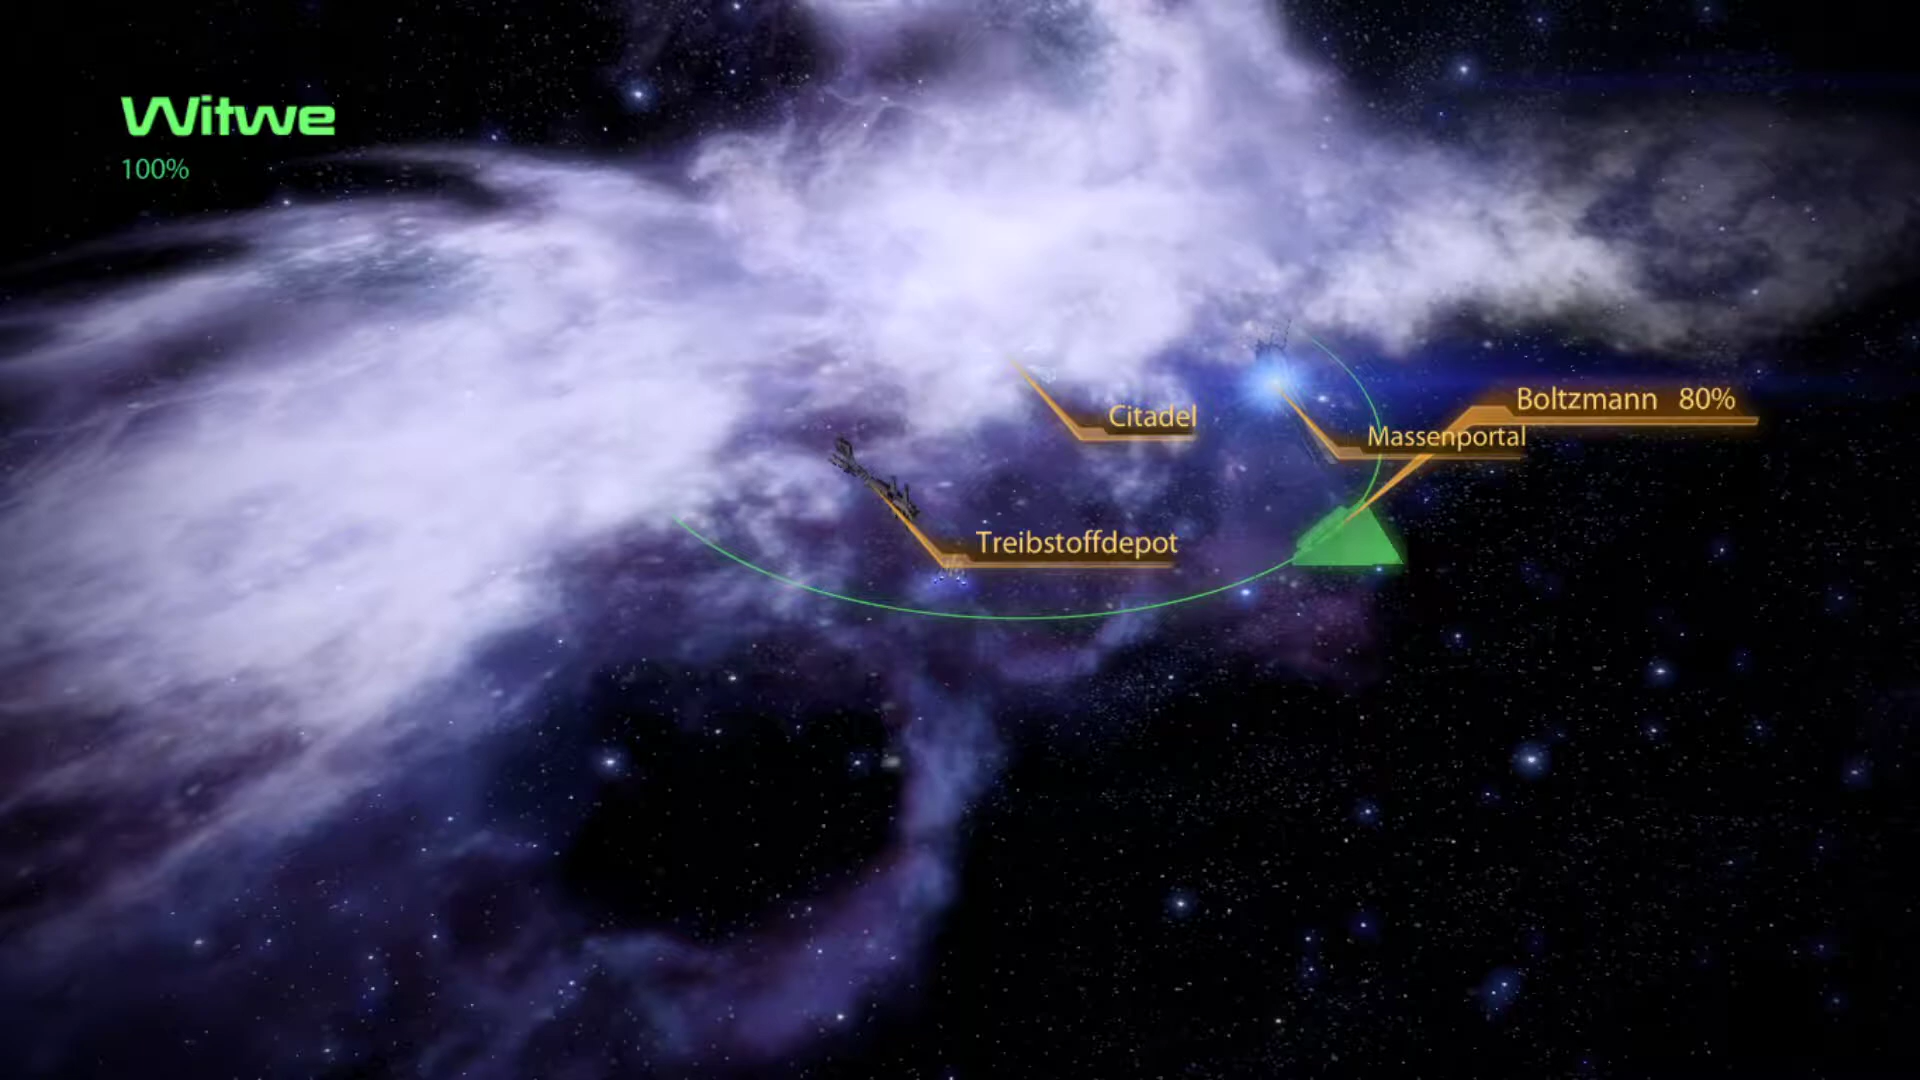 Witwe
100%
Boltzmann 80%
Citadel
Massenportal
Treibstoffdepot